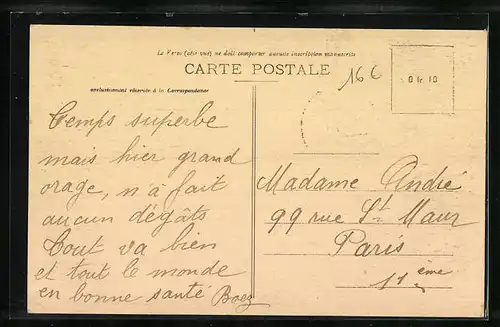 Le Verso (côté vue) ne doit comporter aucune inscription manuscrite
CARTE POSTALE
exclusivement réservée à la Correspondance
166
0 fr. 10
Temps superbe
mais hier grand
orage, n'a fait
aucun dégâts
Tout va bien
et tout le monde
en bonne santé
Madame André
99 rue St Maur
Paris
11ème